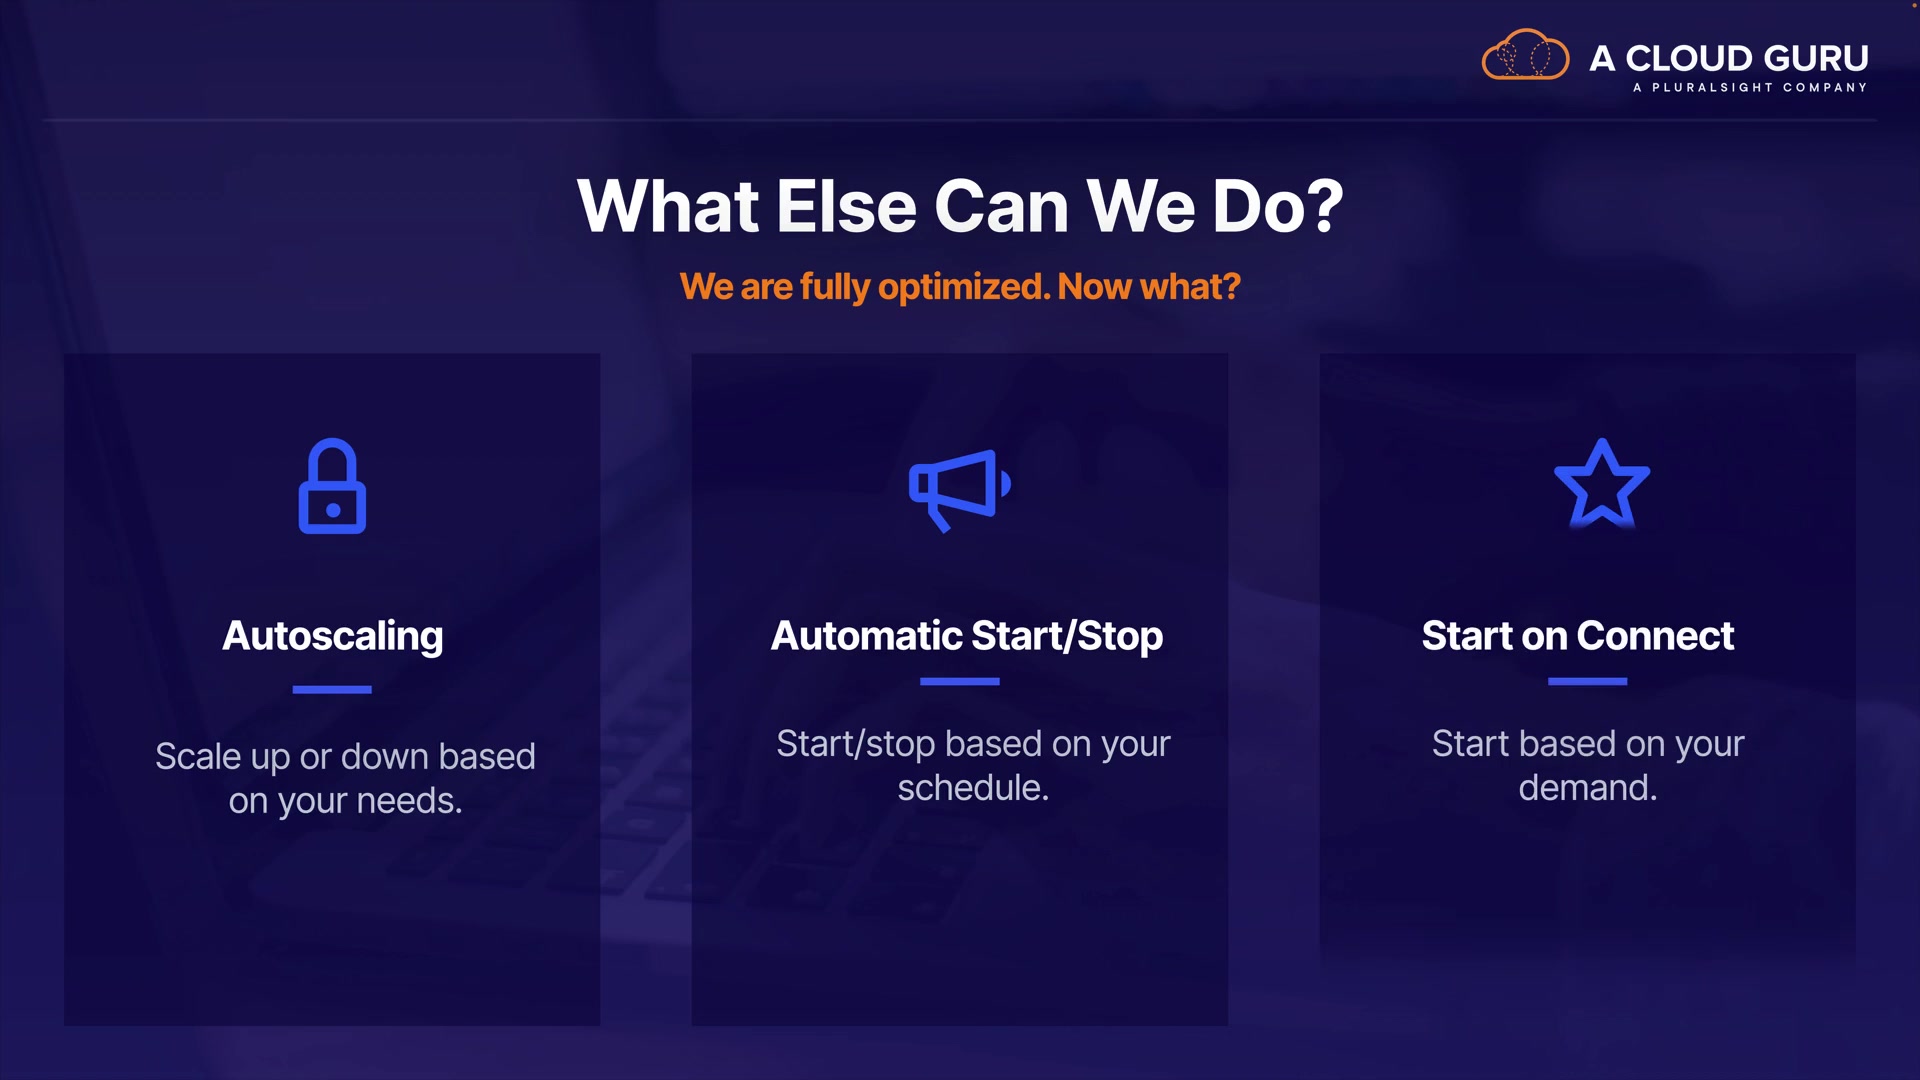 A CLOUD GURU
A PLURALSIGHT COMPANY
What Else Can We Do?
We are fully optimized. Now what?
Autoscaling
Scale up or down based
on your needs.
Automatic Start/Stop
Start/stop based on your
schedule.
Start on Connect
Start based on your
demand.